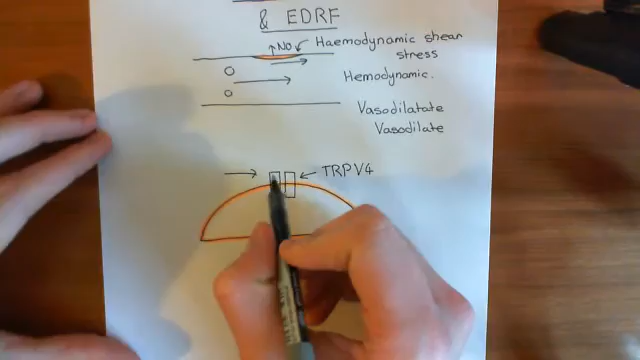 & EDRF
↑NO Haemodynamic shear
stress
Hemodynamic.
Vasodilatate
Vasodilate
TRPV4